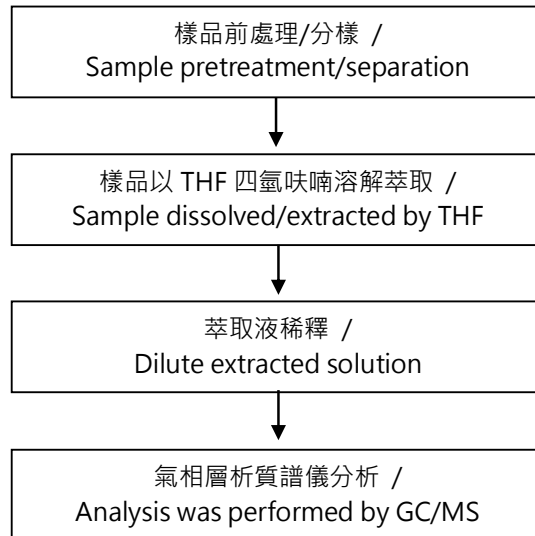 樣品前處理/分樣 /
Sample pretreatment/separation
樣品以 THF 四氫呋喃溶解萃取 /
Sample dissolved/extracted by THF
萃取液稀釋 /
Dilute extracted solution
氣相層析質譜儀分析 /
Analysis was performed by GC/MS